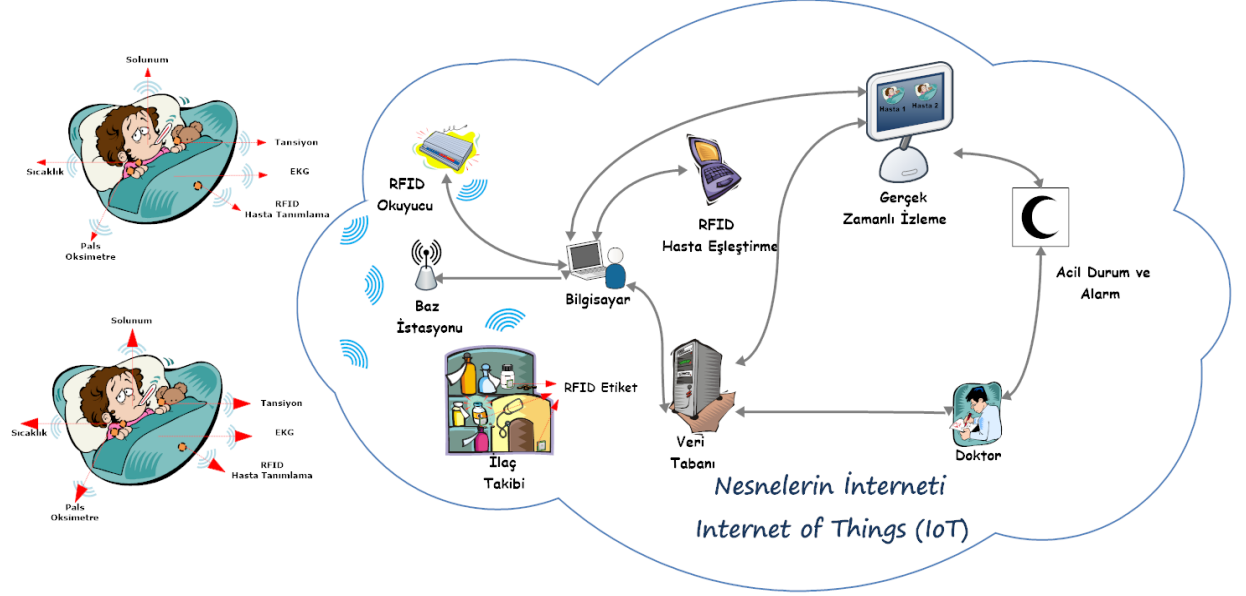 Solunum
Tansiyon
Sıcaklık
EKG
RFID
Hasta Tanımlama
Pals
Oksimetre
Solunum
Tansiyon
Sıcaklık
EKG
RFID
Hasta Tanımlama
Pals
Oksimetre
RFID
Okuyucu
Baz
İstasyonu
Bilgisayar
RFID
Hasta Eşleştirme
Hasta 1
Hasta 2
Gerçek
Zamanlı İzleme
Acil Durum ve
Alarm
RFID Etiket
İlaç
Takibi
Veri
Tabanı
Doktor
Nesnelerin İnterneti
Internet of Things (IoT)